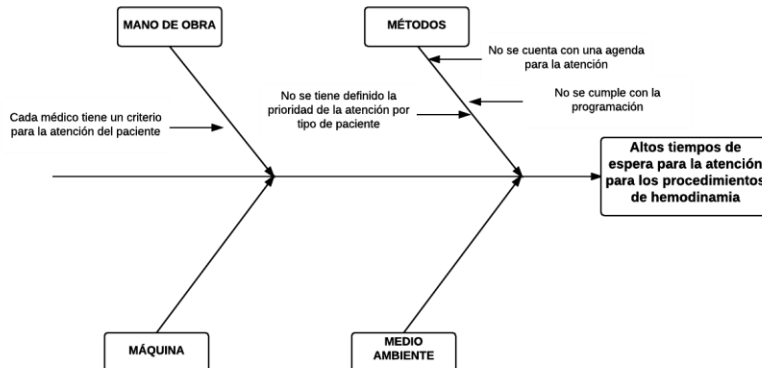 MANO DE OBRA
MÉTODOS
No se cuenta con una agenda
para la atención
No se tiene definido la
prioridad de la atención por
tipo de paciente
No se cumple con la
programación
Cada médico tiene un criterio
para la atención del paciente
Altos tiempos de
espera para la atención
para los procedimientos
de hemodinamia
MÁQUINA
MEDIO
AMBIENTE